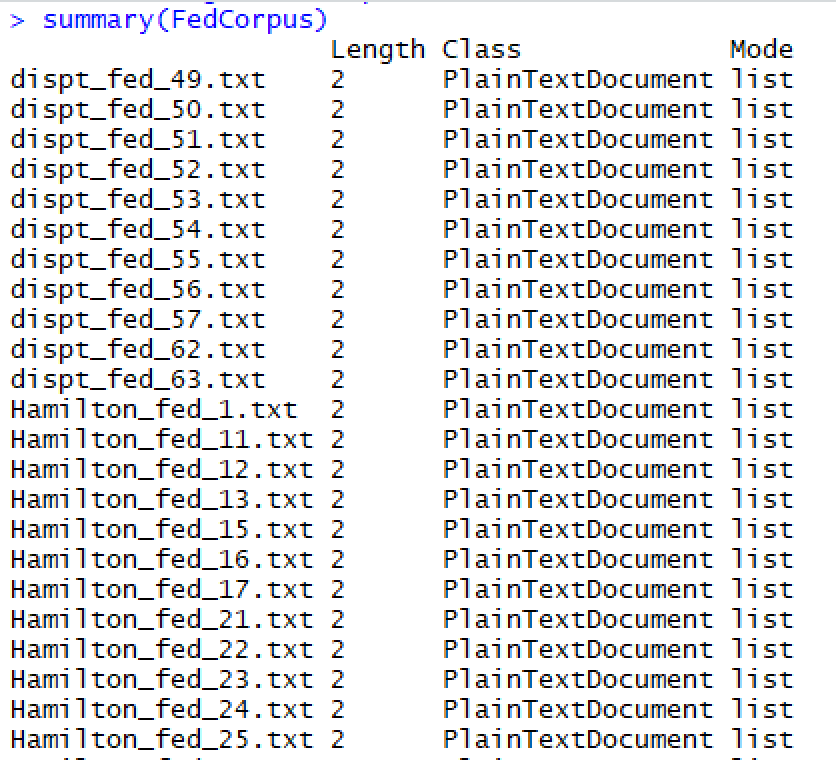 > summary(FedCorpus)
Length Class Mode
dispt_fed_49.txt 2 PlainTextDocument list
dispt_fed_50.txt 2 PlainTextDocument list
dispt_fed_51.txt 2 PlainTextDocument list
dispt_fed_52.txt 2 PlainTextDocument list
dispt_fed_53.txt 2 PlainTextDocument list
dispt_fed_54.txt 2 PlainTextDocument list
dispt_fed_55.txt 2 PlainTextDocument list
dispt_fed_56.txt 2 PlainTextDocument list
dispt_fed_57.txt 2 PlainTextDocument list
dispt_fed_62.txt 2 PlainTextDocument list
dispt_fed_63.txt 2 PlainTextDocument list
Hamilton_fed_1.txt 2 PlainTextDocument list
Hamilton_fed_11.txt 2 PlainTextDocument list
Hamilton_fed_12.txt 2 PlainTextDocument list
Hamilton_fed_13.txt 2 PlainTextDocument list
Hamilton_fed_15.txt 2 PlainTextDocument list
Hamilton_fed_16.txt 2 PlainTextDocument list
Hamilton_fed_17.txt 2 PlainTextDocument list
Hamilton_fed_21.txt 2 PlainTextDocument list
Hamilton_fed_22.txt 2 PlainTextDocument list
Hamilton_fed_23.txt 2 PlainTextDocument list
Hamilton_fed_24.txt 2 PlainTextDocument list
Hamilton_fed_25.txt 2 PlainTextDocument list